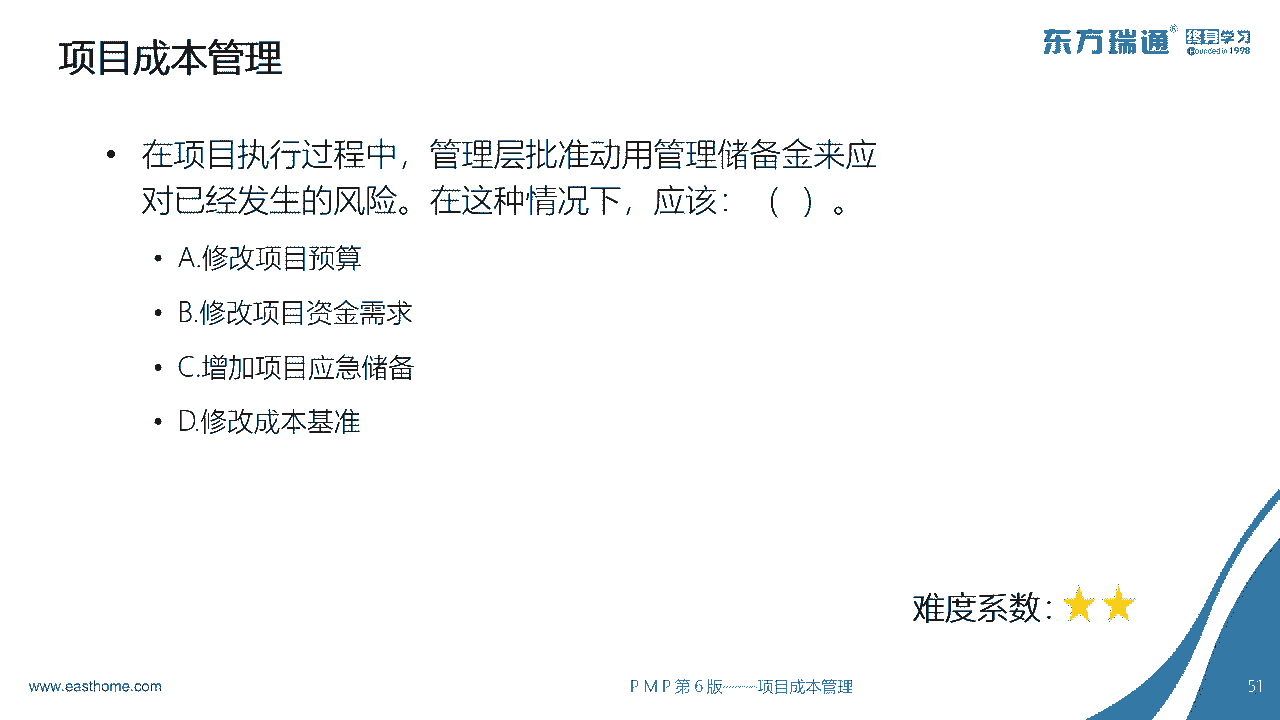 项目成本管理
东方瑞通® 终身学习
Founded in 1998
• 在项目执行过程中，管理层批准动用管理储备金来应
对已经发生的风险。在这种情况下，应该：（ ）。
• A.修改项目预算
• B.修改项目资金需求
• C.增加项目应急储备
• D.修改成本基准
难度系数：
www.easthome.com
PMP第6版——项目成本管理
51